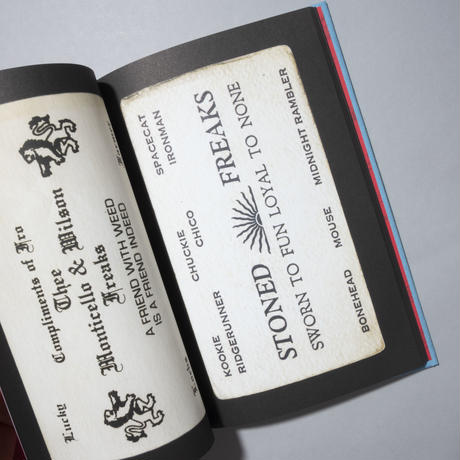 Lucky
Compliments of Fro
Thee
Monticello & Wilson
Freaks
A FRIEND WITH WEED
IS A FRIEND INDEED
KOOKIE
RIDGERUNNER
CHUCKIE
CHICO
SPACECAT
IRONMAN
STONED FREAKS
SWORN TO FUN LOYAL TO NONE
BONEHEAD
MOUSE
MIDNIGHT RAMBLER